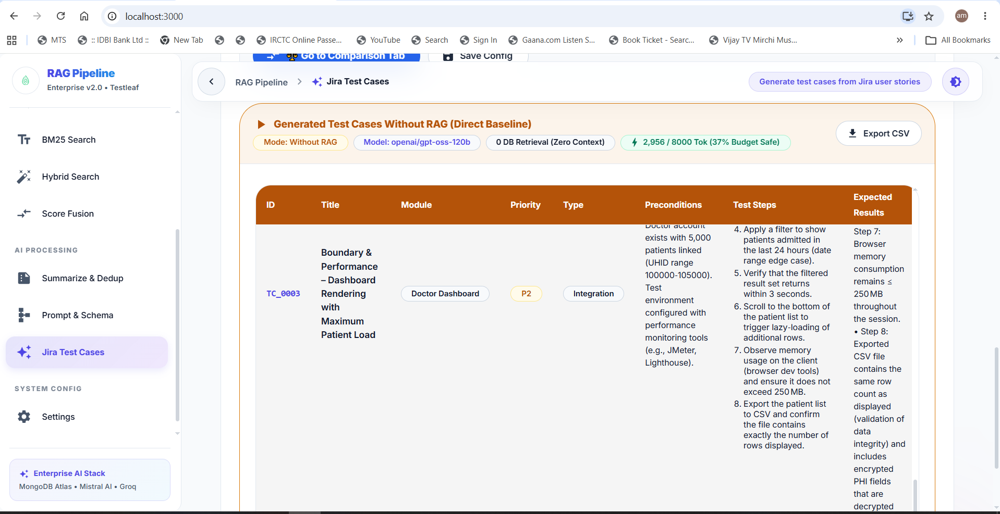 localhost:3000
am
MTS
:: IDBI Bank Ltd ::
New Tab
IRCTC Online Passe...
YouTube
Search
Sign In
Gaana.com Listen S...
Book Ticket - Searc...
Vijay TV Mirchi Mus...
All Bookmarks
RAG Pipeline
Enterprise v2.0 • Testleaf
BM25 Search
Hybrid Search
Score Fusion
AI PROCESSING
Summarize & Dedup
Prompt & Schema
Jira Test Cases
SYSTEM CONFIG
Settings
Enterprise AI Stack
MongoDB Atlas • Mistral AI • Groq
Go to Comparison Tab
Save Config
RAG Pipeline
Jira Test Cases
Generate test cases from Jira user stories
Generated Test Cases Without RAG (Direct Baseline)
Mode: Without RAG
Model: openai/gpt-oss-120b
0 DB Retrieval (Zero Context)
2,956 / 8000 Tok (37% Budget Safe)
Export CSV
ID
Title
Module
Priority
Type
Preconditions
Test Steps
Expected
Results
TC_0003
Boundary &
Performance
– Dashboard
Rendering
with
Maximum
Patient Load
Doctor Dashboard
P2
Integration
Doctor account
exists with 5,000
patients linked
(UHID range
100000-105000).
Test
environment
configured with
performance
monitoring tools
(e.g., JMeter,
Lighthouse).
4. Apply a filter to show
patients admitted in
the last 24 hours (date
range edge case).
5. Verify that the filtered
result set returns
within 3 seconds.
6. Scroll to the bottom of
the patient list to
trigger lazy-loading of
additional rows.
7. Observe memory
usage on the client
(browser dev tools)
and ensure it does not
exceed 250 MB.
8. Export the patient list
to CSV and confirm
the file contains
exactly the number of
rows displayed.
Step 7:
Browser
memory
consumption
remains ≤
250 MB
throughout
the session.
• Step 8:
Exported
CSV file
contains the
same row
count as
displayed
(validation of
data
integrity) and
includes
encrypted
PHI fields
that are
decrypted